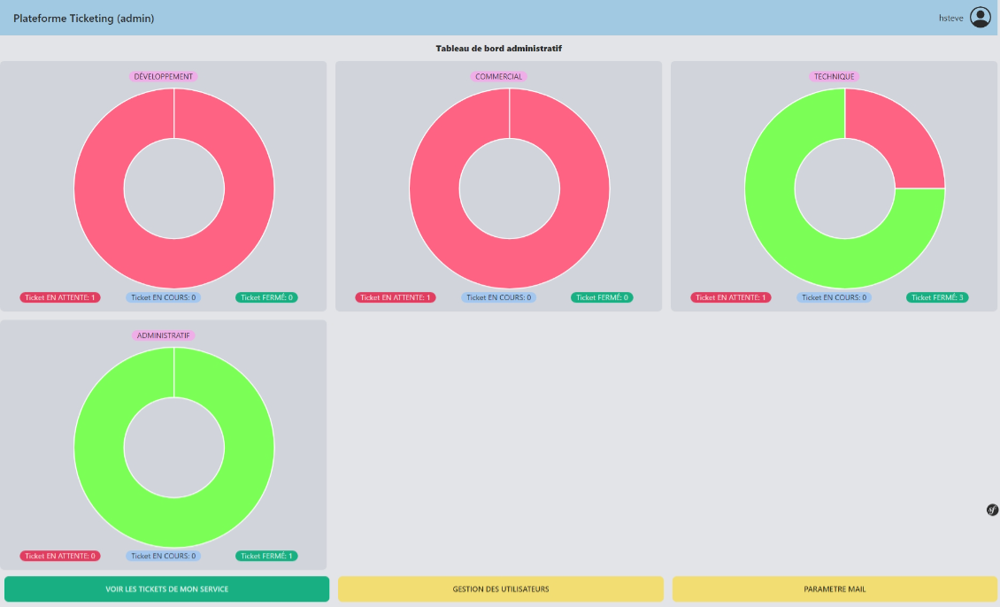 Plateforme Ticketing (admin)
hsteve
Tableau de bord administratif
DÉVELOPPEMENT
Ticket EN ATTENTE: 1
Ticket EN COURS: 0
Ticket FERMÉ: 0
COMMERCIAL
Ticket EN ATTENTE: 1
Ticket EN COURS: 0
Ticket FERMÉ: 0
TECHNIQUE
Ticket EN ATTENTE: 1
Ticket EN COURS: 0
Ticket FERMÉ: 3
ADMINISTRATIF
Ticket EN ATTENTE: 0
Ticket EN COURS: 0
Ticket FERMÉ: 1
sf
VOIR LES TICKETS DE MON SERVICE
GESTION DES UTILISATEURS
PARAMETRE MAIL